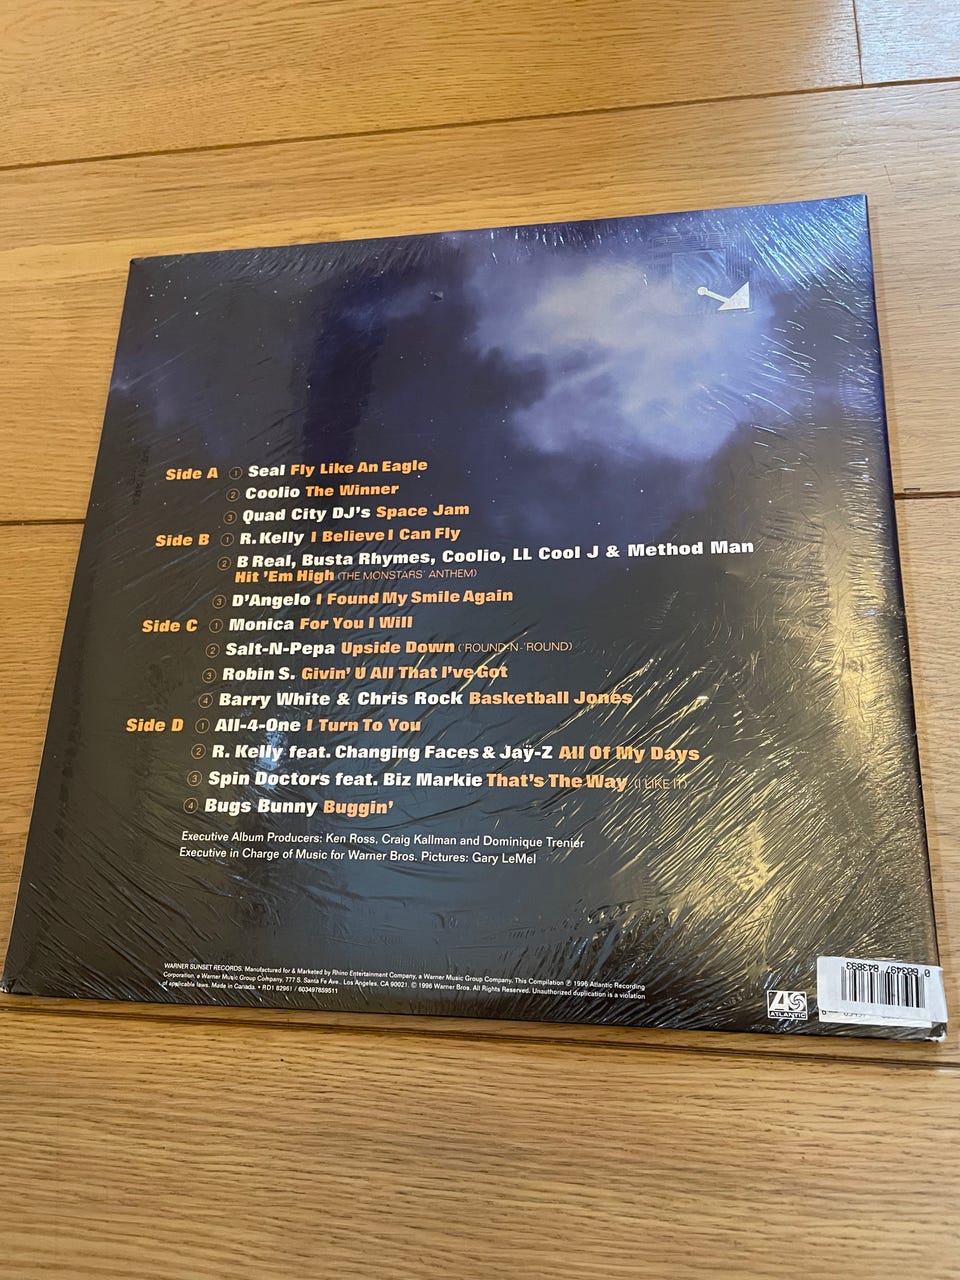 Side A 1 Seal Fly Like An Eagle
2 Coolio The Winner
3 Quad City DJ's Space Jam
Side B 1 R. Kelly I Believe I Can Fly
2 B Real, Busta Rhymes, Coolio, LL Cool J & Method Man
Hit 'Em High (THE MONSTARS' ANTHEM)
3 D'Angelo I Found My Smile Again
Side C 1 Monica For You I Will
2 Salt-N-Pepa Upside Down ('ROUND-N-'ROUND)
3 Robin S. Givin' U All That I've Got
4 Barry White & Chris Rock Basketball Jones
Side D 1 All-4-One I Turn To You
2 R. Kelly feat. Changing Faces & Jaÿ-Z All Of My Days
3 Spin Doctors feat. Biz Markie That's The Way (I LIKE IT)
4 Bugs Bunny Buggin'
Executive Album Producers: Ken Ross, Craig Kallman and Dominique Trenier
Executive in Charge of Music for Warner Bros. Pictures: Gary LeMel
WARNER SUNSET RECORDS. Manufactured for & Marketed by Rhino Entertainment Company, a Warner Music Group Company. This Compilation ℗ 1996 Atlantic Recording
Corporation, a Warner Music Group Company. 777 S. Santa Fe Ave., Los Angeles, CA 90021. © 1996 Warner Bros. All Rights Reserved. Unauthorized duplication is a violation
of applicable laws. Made in Canada. • RD1 82961 / 603497859511
ATLANTIC
0 603497 843833